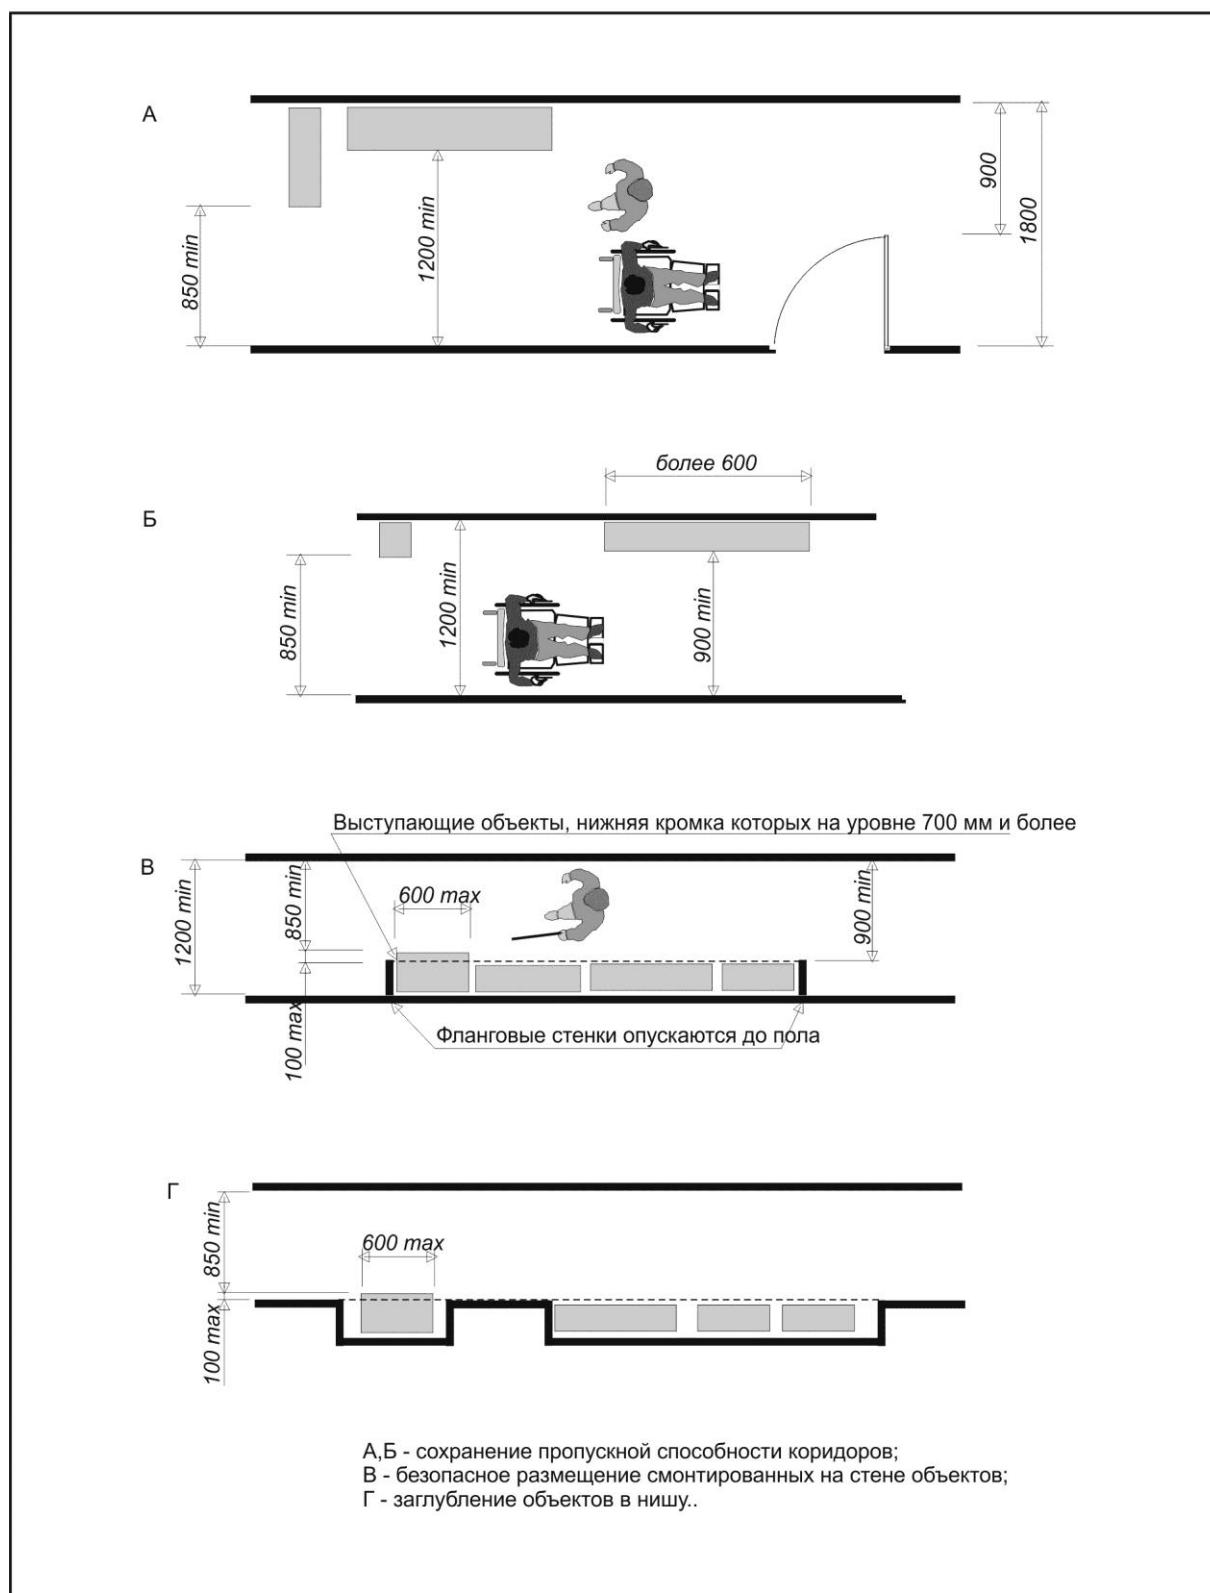 А
850 min
1200 min
900
1800
Б
более 600
850 min
1200 min
900 min
Выступающие объекты, нижняя кромка которых на уровне 700 мм и более
В
1200 min
850 min
600 max
900 min
100 max
Фланговые стенки опускаются до пола
Г
850 min
600 max
100 max
А,Б - сохранение пропускной способности коридоров;
В - безопасное размещение смонтированных на стене объектов;
Г - заглубление объектов в нишу..